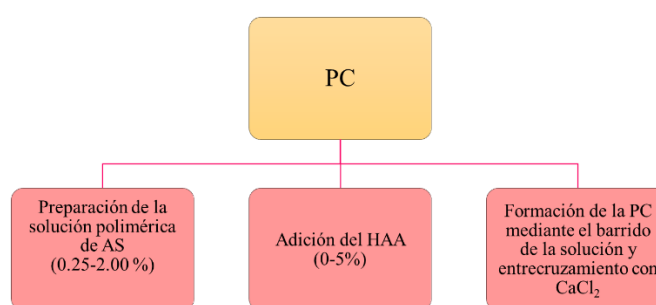 PC
Preparación de la
solución polimérica
de AS
(0.25-2.00 %)
Adición del HAA
(0-5%)
Formación de la PC
mediante el barrido
de la solución y
entrecruzamiento con
CaCl₂